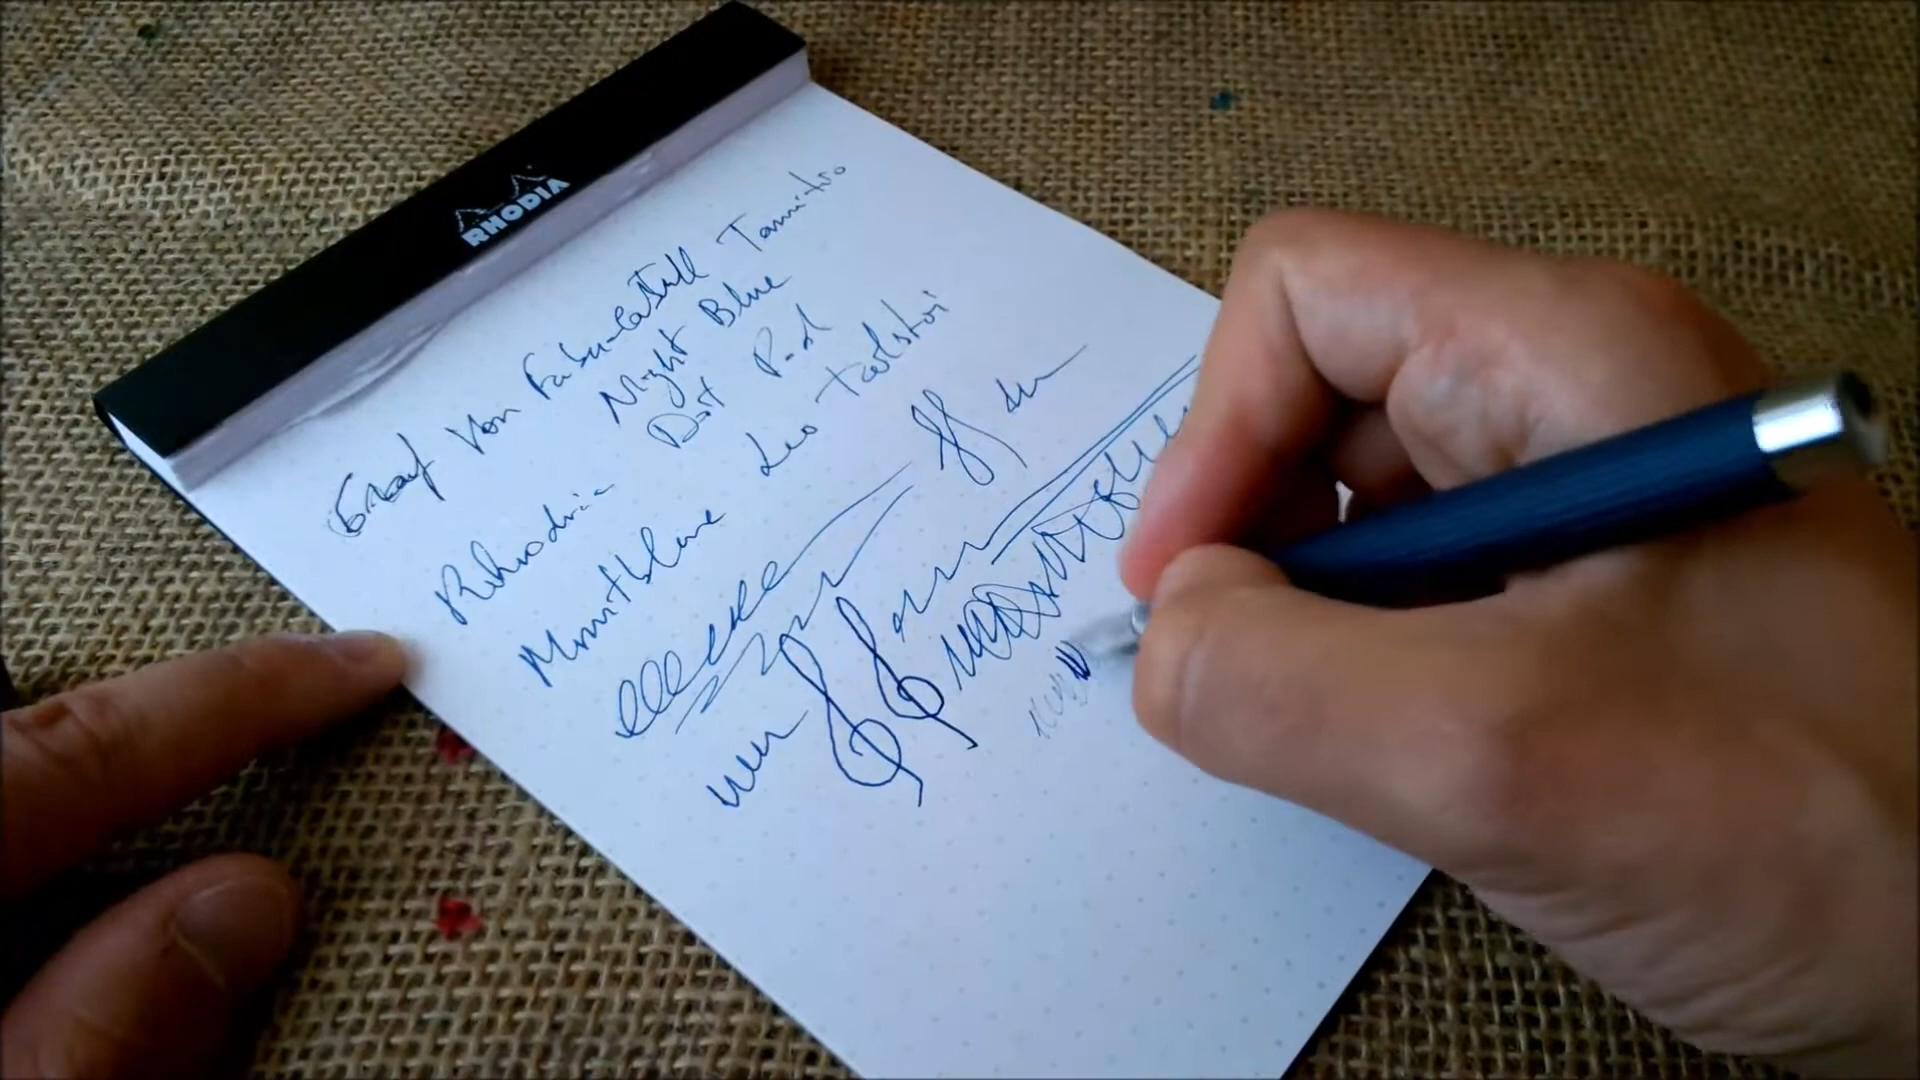 RHODIA
Graf Von Faber-Castell Tamitio
Night Blue
Rhodia Dot Pad
Montblanc Leo Tolstoi